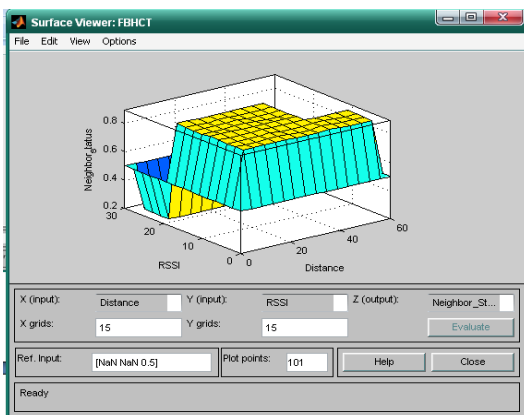 Surface Viewer: FBHCT
File Edit View Options
0.8
0.6
0.4
0.2
Neighbor_status
30
20
10
0
RSSI
0
20
40
60
Distance
X (input): Distance Y (input): RSSI Z (output): Neighbor_St...
X grids: 15 Y grids: 15 Evaluate
Ref. Input: [NaN NaN 0.5] Plot points: 101 Help Close
Ready